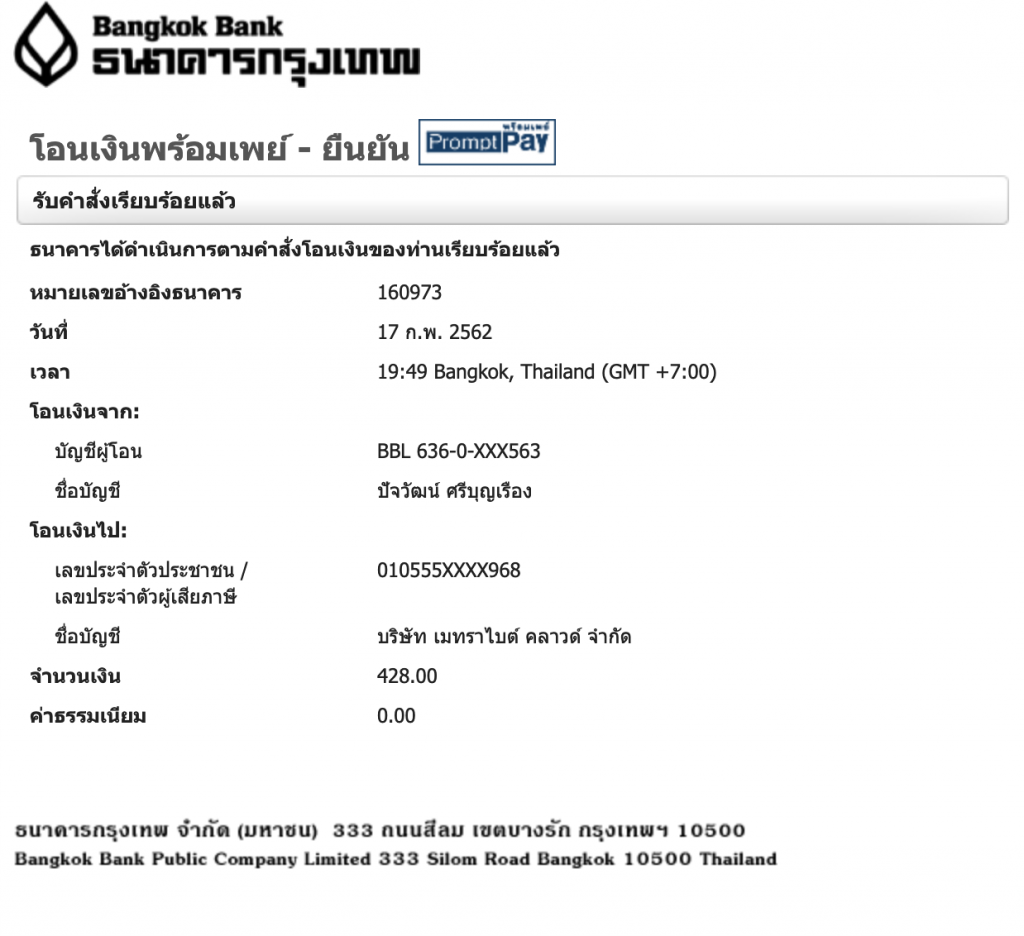 Bangkok Bank
ธนาคารกรุงเทพ
โอนเงินพร้อมเพย์ - ยืนยัน พร้อมเพย์ PromptPay
รับคำสั่งเรียบร้อยแล้ว
ธนาคารได้ดำเนินการตามคำสั่งโอนเงินของท่านเรียบร้อยแล้ว
หมายเลขอ้างอิงธนาคาร 160973
วันที่ 17 ก.พ. 2562
เวลา 19:49 Bangkok, Thailand (GMT +7:00)
โอนเงินจาก:
บัญชีผู้โอน BBL 636-0-XXX563
ชื่อบัญชี ปัจวัฒน์ ศรีบุญเรือง
โอนเงินไป:
เลขประจำตัวประชาชน / 010555XXXX968
เลขประจำตัวผู้เสียภาษี
ชื่อบัญชี บริษัท เมทราไบต์ คลาวด์ จำกัด
จำนวนเงิน 428.00
ค่าธรรมเนียม 0.00
ธนาคารกรุงเทพ จำกัด (มหาชน) 333 ถนนสีลม เขตบางรัก กรุงเทพฯ 10500
Bangkok Bank Public Company Limited 333 Silom Road Bangkok 10500 Thailand